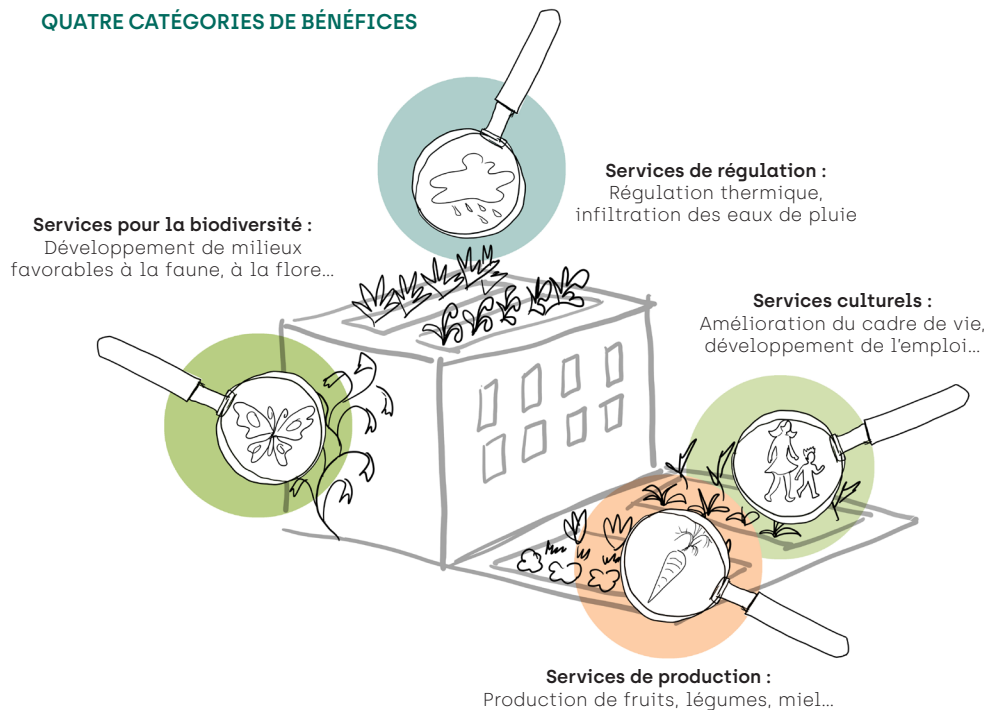 QUATRE CATÉGORIES DE BÉNÉFICES
Services de régulation :
Régulation thermique,
infiltration des eaux de pluie
Services pour la biodiversité :
Développement de milieux
favorables à la faune, à la flore...
Services culturels :
Amélioration du cadre de vie,
développement de l'emploi...
Services de production :
Production de fruits, légumes, miel...